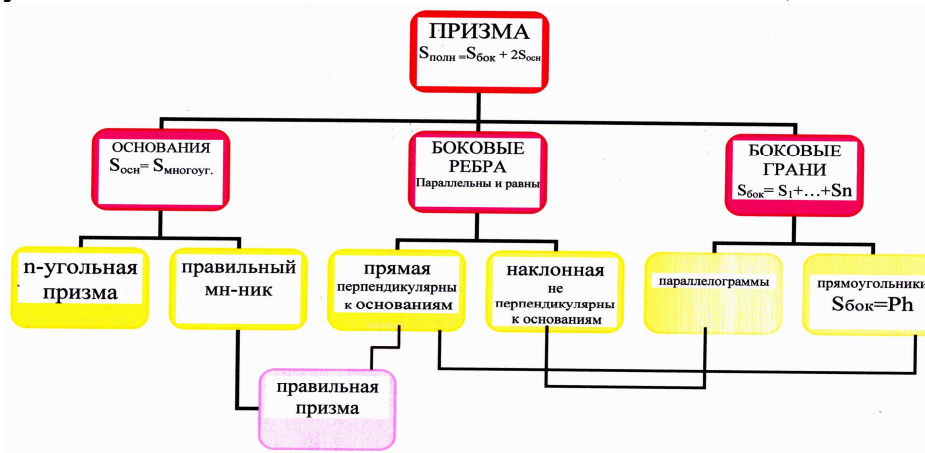 ПРИЗМА
Sполн =Sбок + 2Sосн
ОСНОВАНИЯ
Sосн= Sмногоуг.
БОКОВЫЕ
РЕБРА
Параллельны и равны
БОКОВЫЕ
ГРАНИ
Sбок= S1+...+Sn
n-угольная
призма
правильный
мн-ник
прямая
перпендикулярны
к основаниям
наклонная
не
перпендикулярны
к основаниям
параллелограммы
прямоугольники
Sбок=Ph
правильная
призма